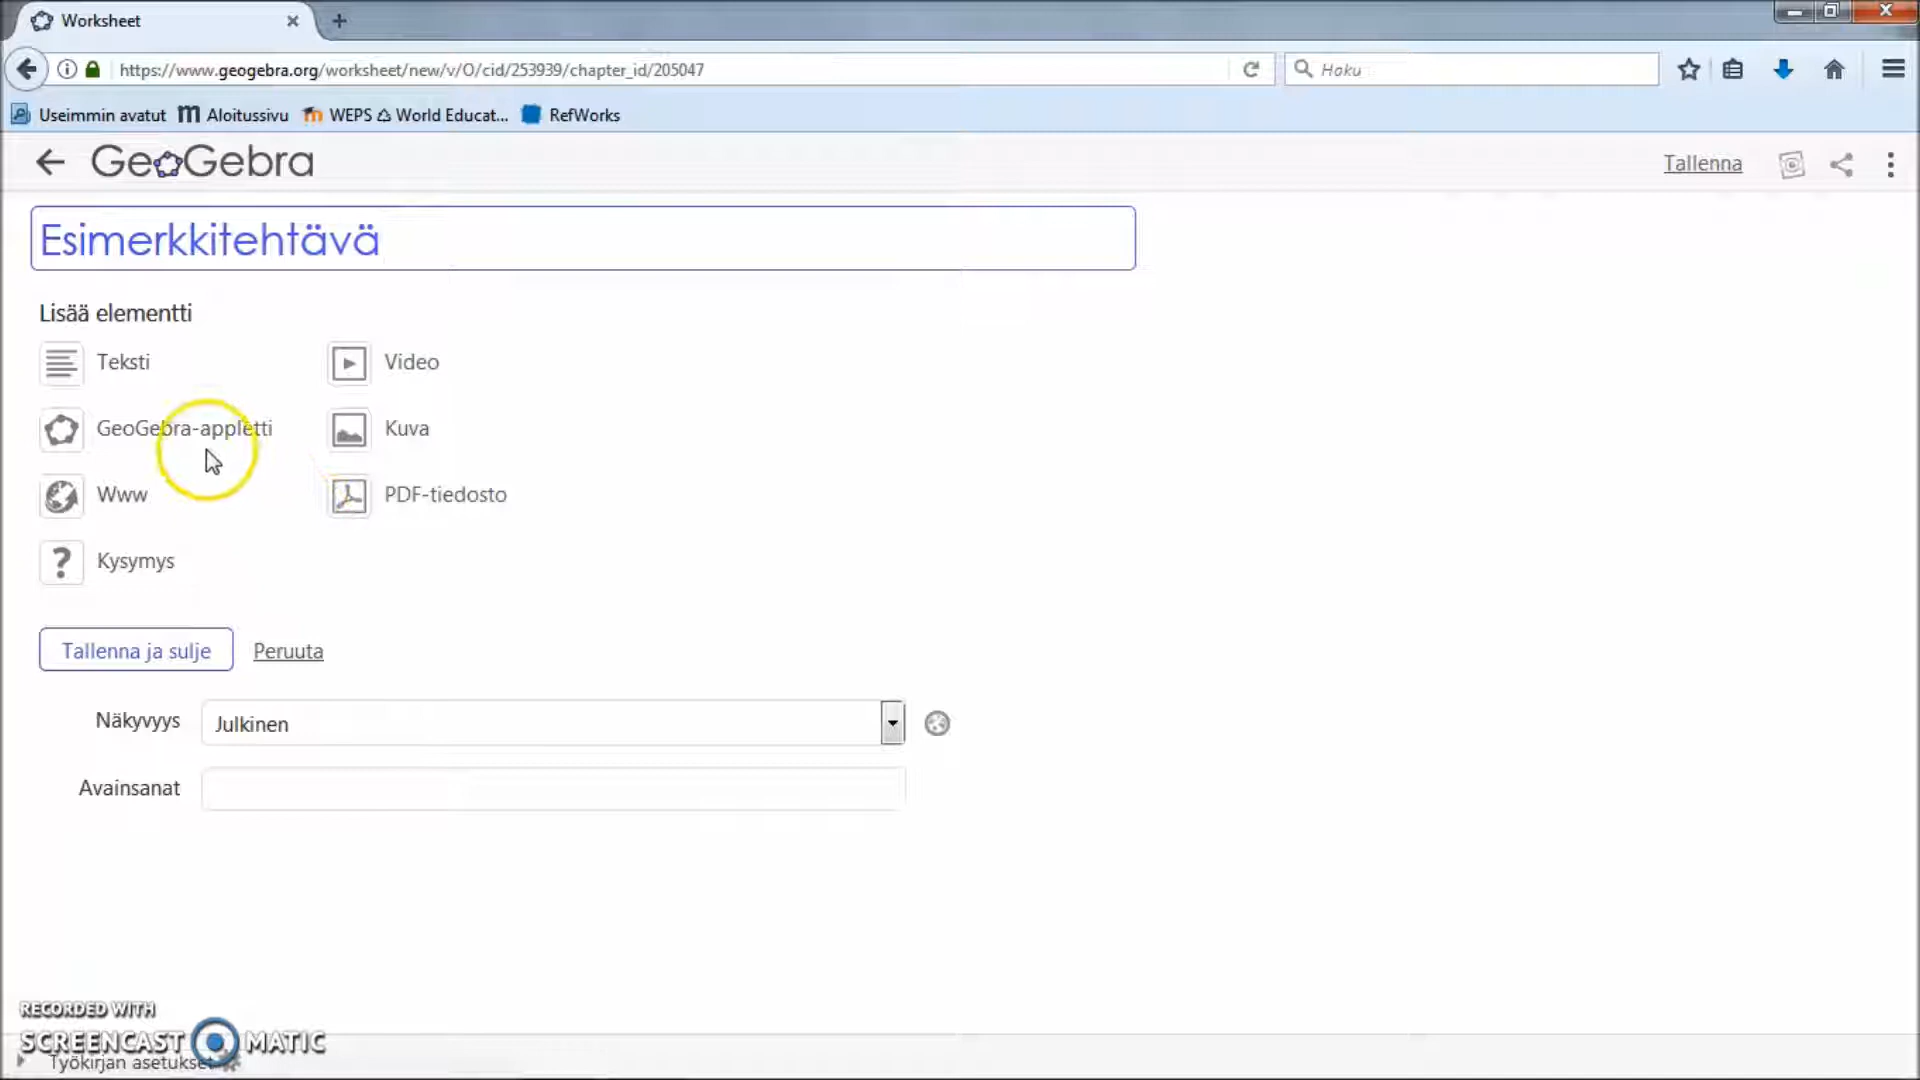 Worksheet
https://www.geogebra.org/worksheet/new/v/O/cid/253939/chapter_id/205047
Haku
Useimmin avatut
Aloitussivu
WEPS △ World Educat...
RefWorks
GeoGebra
Tallenna
Esimerkkitehtävä
Lisää elementti
Teksti
Video
GeoGebra-appletti
Kuva
Www
PDF-tiedosto
? Kysymys
Tallenna ja sulje
Peruuta
Näkyvyys
Julkinen
Avainsanat
RECORDED WITH
SCREENCAST MATIC
Työkirjan asetukset